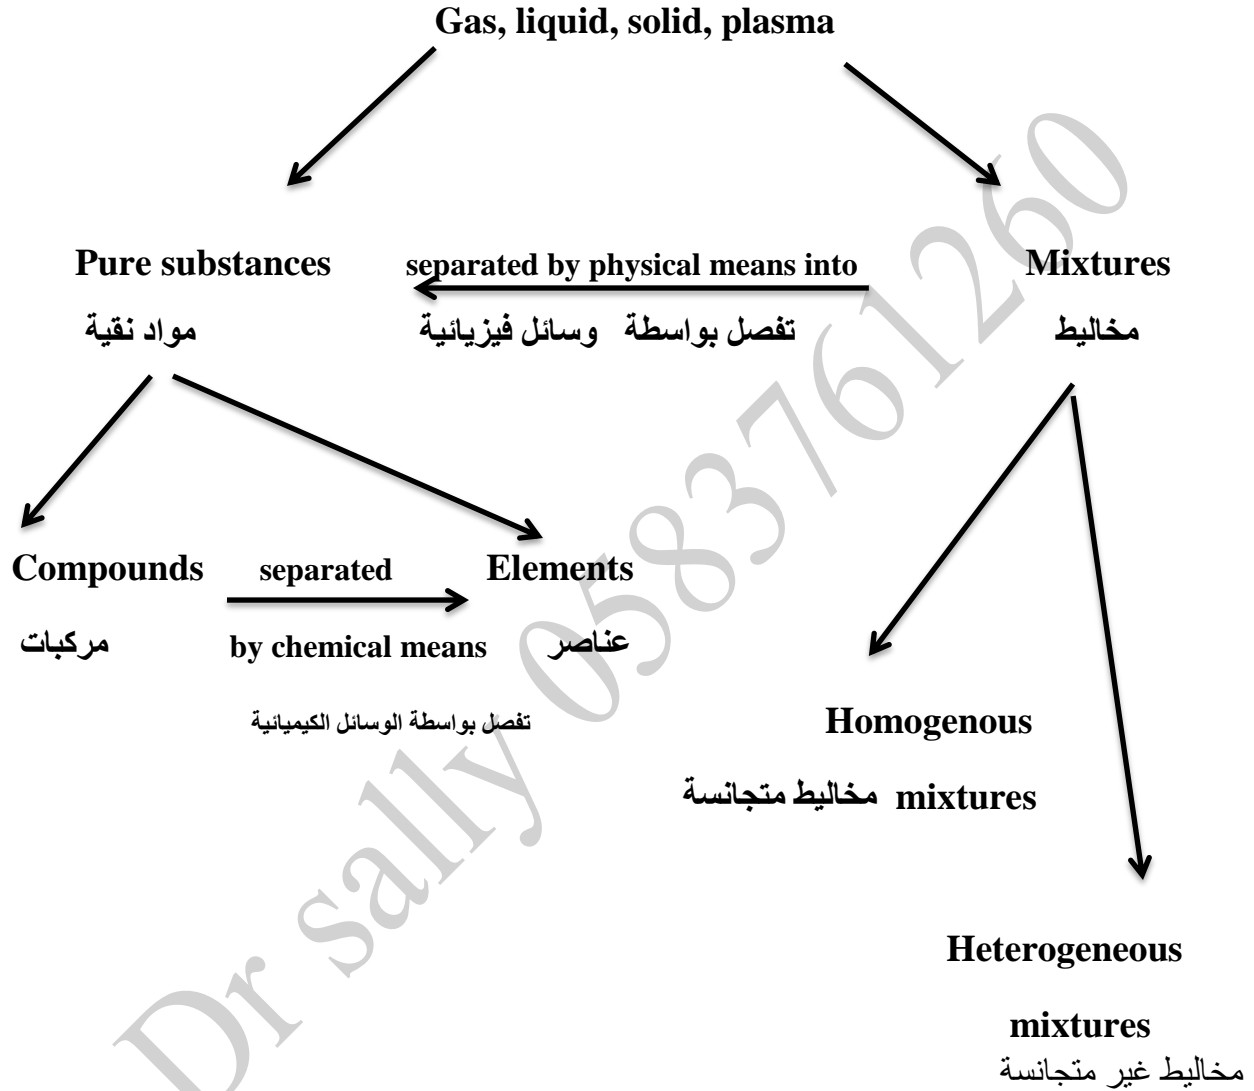 Gas, liquid, solid, plasma
Pure substances separated by physical means into Mixtures
مواد نقية تفصل بواسطة وسائل فيزيائية مخاليط
Compounds separated Elements
مركبات by chemical means عناصر
تفصل بواسطة الوسائل الكيميائية
Homogenous
مخاليط متجانسة mixtures
Heterogeneous
mixtures
مخاليط غير متجانسة
Dr sally 0583761260